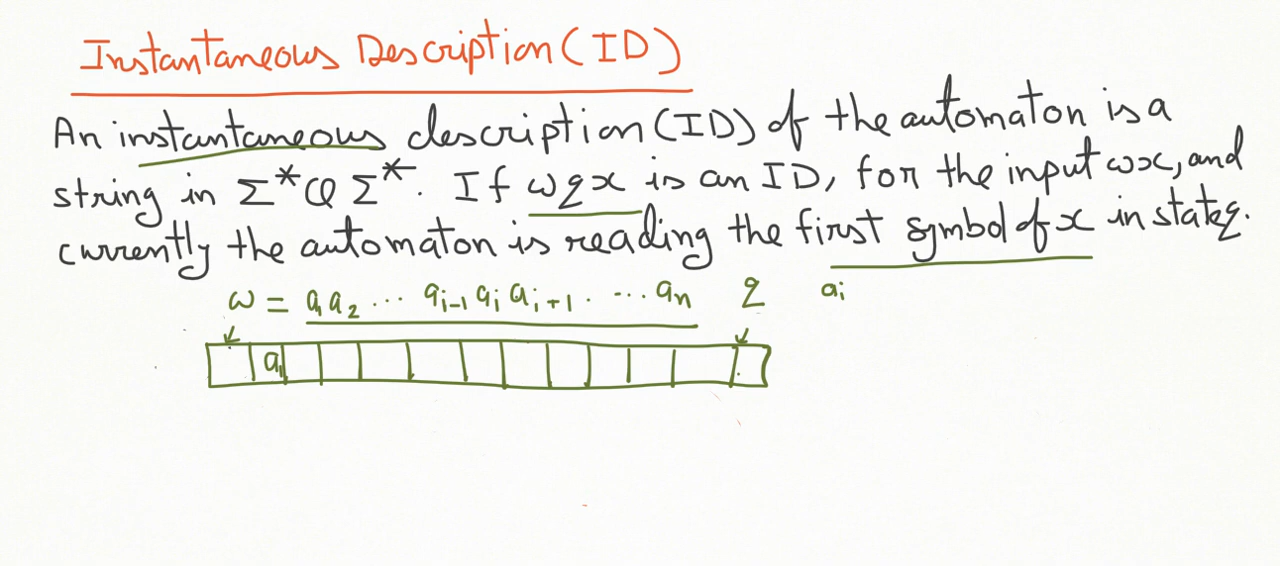 Instantaneous Description (ID)
An instantaneous description (ID) of the automaton is a
string in Σ*QΣ*. If wqx is an ID, for the input wx, and
currently the automaton is reading the first symbol of x in state q.
w = a₁a₂ ... aᵢ₋₁ aᵢ aᵢ₊₁ . ... aₙ q aᵢ
a₁